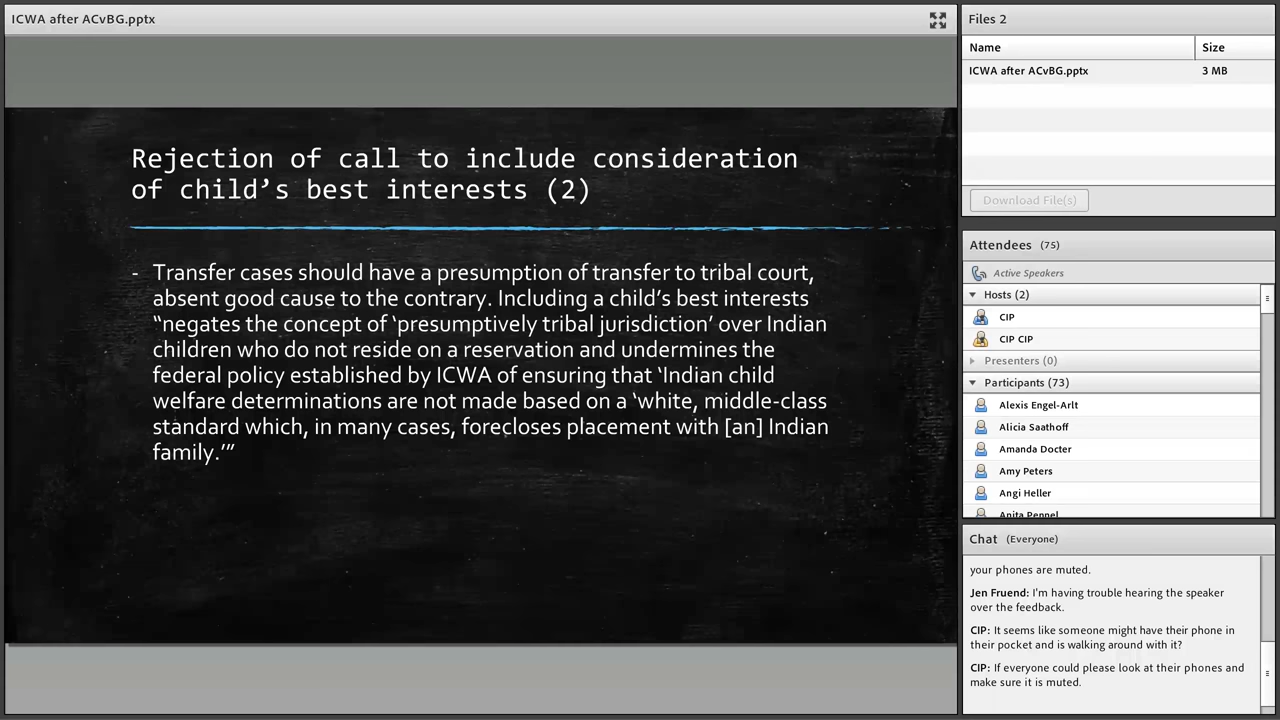 ICWA after ACvBG.pptx
Rejection of call to include consideration
of child’s best interests (2)
- Transfer cases should have a presumption of transfer to tribal court,
absent good cause to the contrary. Including a child’s best interests
“negates the concept of ‘presumptively tribal jurisdiction’ over Indian
children who do not reside on a reservation and undermines the
federal policy established by ICWA of ensuring that ‘Indian child
welfare determinations are not made based on a ‘white, middle-class
standard which, in many cases, forecloses placement with [an] Indian
family.’”
Files 2
Name Size
ICWA after ACvBG.pptx 3 MB
Download File(s)
Attendees (75)
Active Speakers
Hosts (2)
CIP
CIP CIP
Presenters (0)
Participants (73)
Alexis Engel-Arlt
Alicia Saathoff
Amanda Docter
Amy Peters
Angi Heller
Anita
Chat (Everyone)
your phones are muted.
Jen Fruend: I'm having trouble hearing the speaker
over the feedback.
CIP: It seems like someone might have their phone in
their pocket and is walking around with it?
CIP: If everyone could please look at their phones and
make sure it is muted.